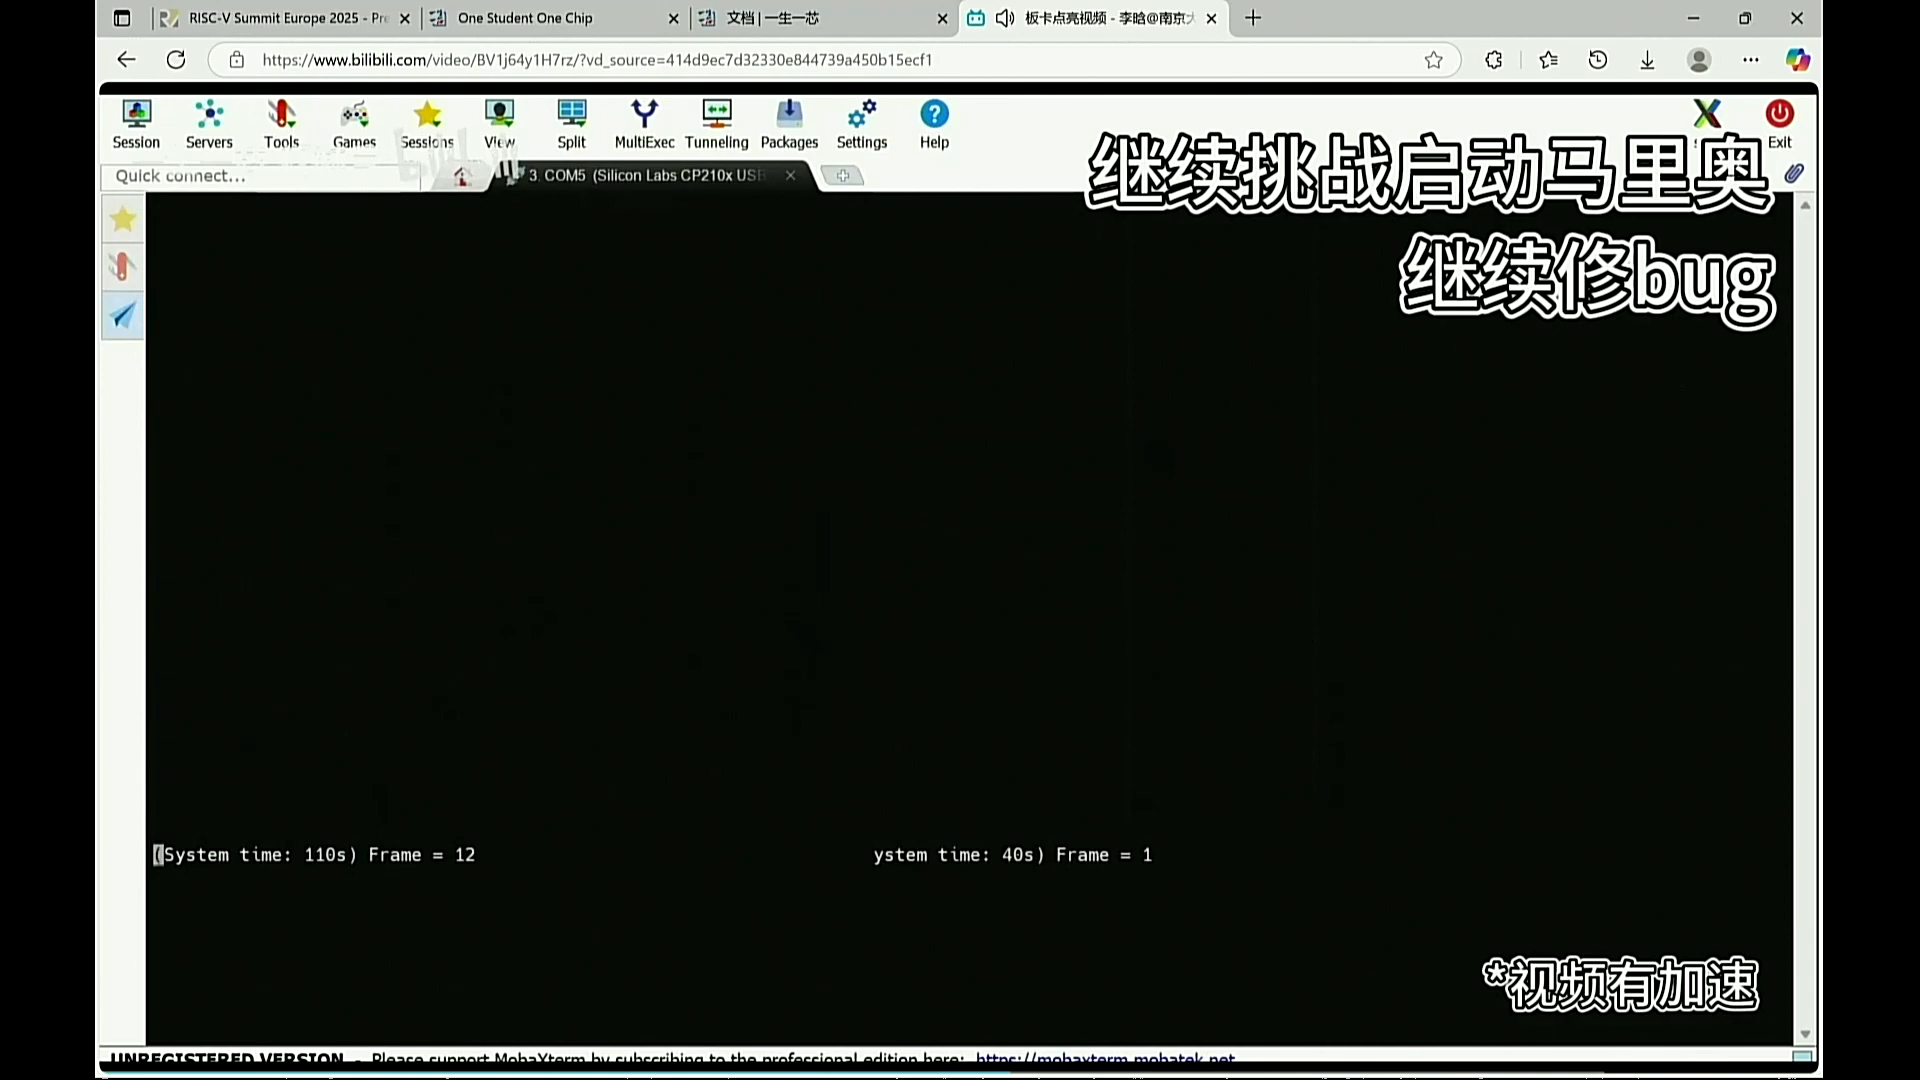 RISC-V Summit Europe 2025 - Pre
One Student One Chip
文档 | 一生一芯
板卡点亮视频 - 李晗@南京大
https://www.bilibili.com/video/BV1j64y1H7rz/?vd_source=414d9ec7d32330e844739a450b15ecf1
Session Servers Tools Games Sessions View Split MultiExec Tunneling Packages Settings Help
Exit
Quick connect...
3. COM5 (Silicon Labs CP210x USB
继续挑战启动马里奥
继续修bug
(System time: 110s) Frame = 12
ystem time: 40s) Frame = 1
*视频有加速
UNREGISTERED VERSION - Please support MobaXterm by subscribing to the professional edition here: https://mobaxterm.mobatek.net